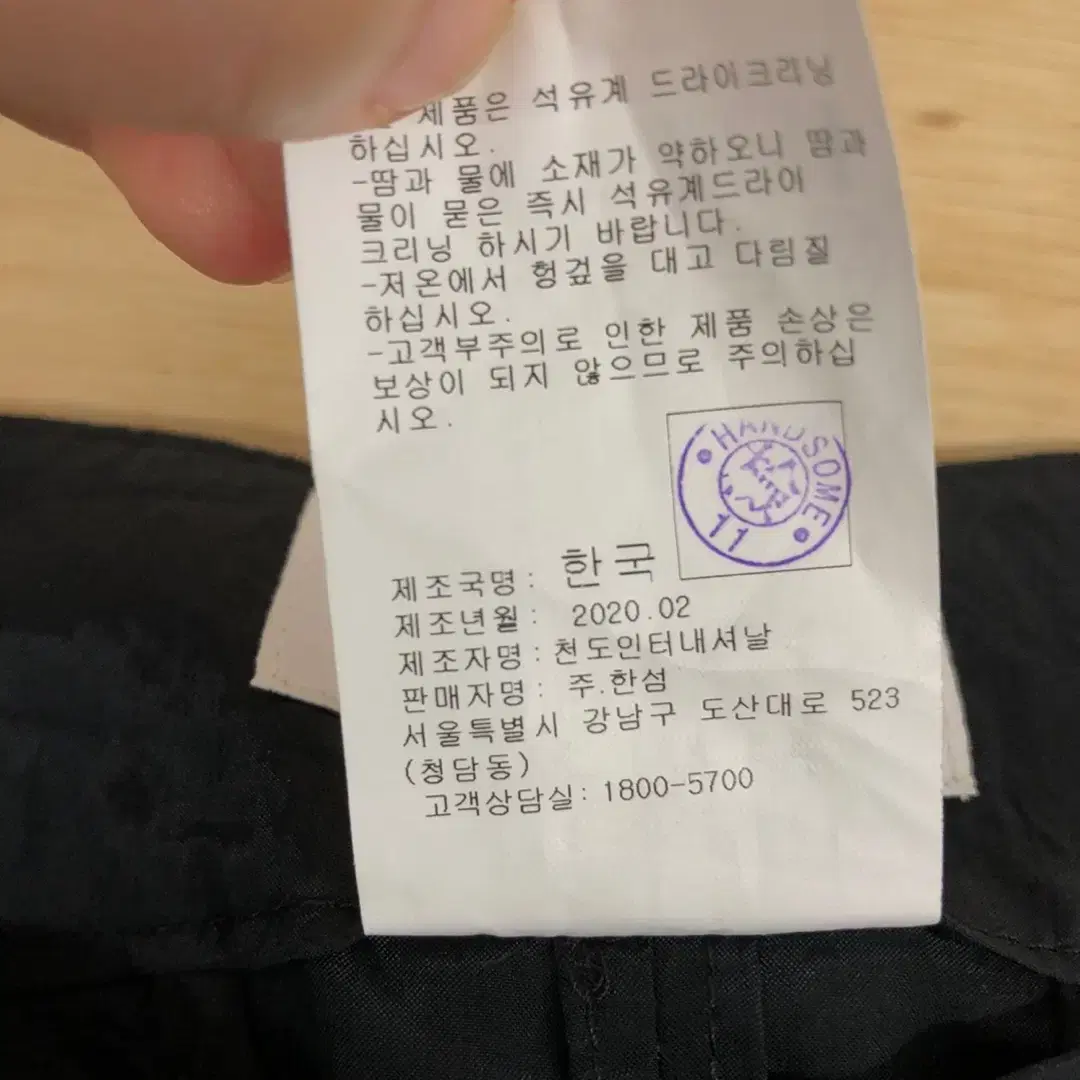 제품은 석유계 드라이크리닝
하십시오.
-땀과 물에 소재가 약하오니 땀과
물이 묻은 즉시 석유계드라이
크리닝 하시기 바랍니다.
-저온에서 헝겊을 대고 다림질
하십시오.
-고객부주의로 인한 제품 손상은
보상이 되지 않으므로 주의하십
시오.
HANDSOME
11
제조국명: 한국
제조년월: 2020.02
제조자명:천도인터내셔날
판매자명: 주.한섬
서울특별시 강남구 도산대로 523
(청담동)
고객상담실: 1800-5700